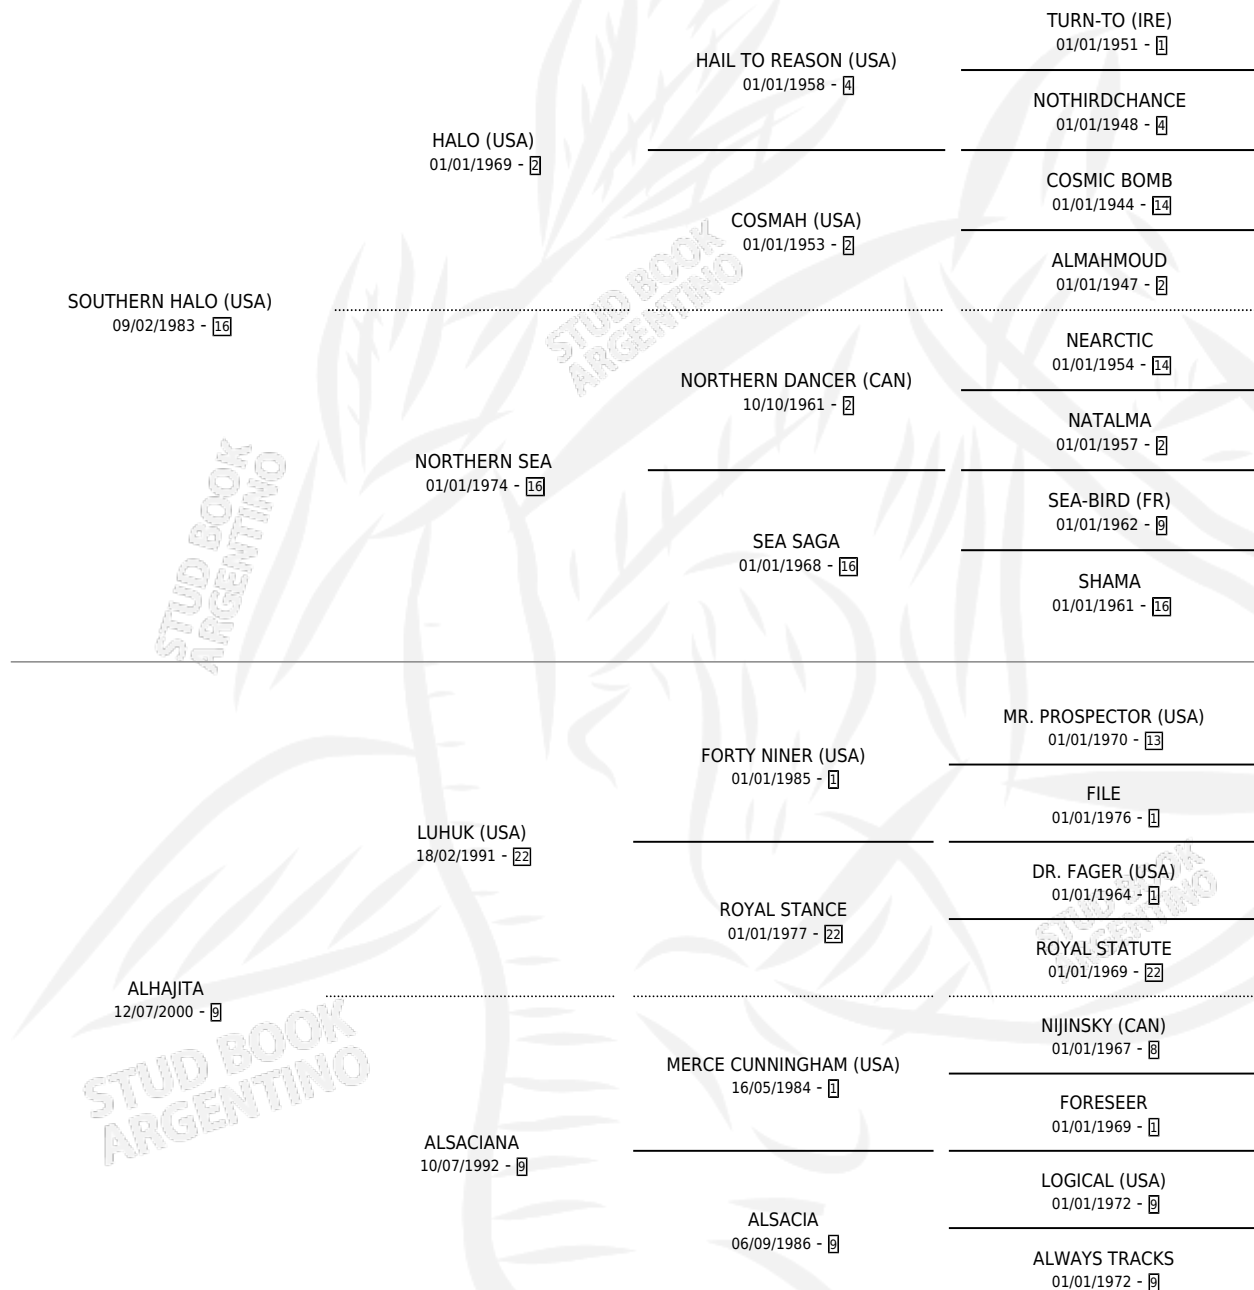 TURN-TO (IRE)
01/01/1951 - 1
HAIL TO REASON (USA)
01/01/1958 - 4
NOTHIRDCHANCE
01/01/1948 - 4
HALO (USA)
01/01/1969 - 2
COSMIC BOMB
01/01/1944 - 14
COSMAH (USA)
01/01/1953 - 2
ALMAHMOUD
01/01/1947 - 2
SOUTHERN HALO (USA)
09/02/1983 - 16
NEARCTIC
01/01/1954 - 14
NORTHERN DANCER (CAN)
10/10/1961 - 2
NATALMA
01/01/1957 - 2
NORTHERN SEA
01/01/1974 - 16
SEA-BIRD (FR)
01/01/1962 - 9
SEA SAGA
01/01/1968 - 16
SHAMA
01/01/1961 - 16
MR. PROSPECTOR (USA)
01/01/1970 - 13
FORTY NINER (USA)
01/01/1985 - 1
FILE
01/01/1976 - 1
LUHUK (USA)
18/02/1991 - 22
DR. FAGER (USA)
01/01/1964 - 1
ROYAL STANCE
01/01/1977 - 22
ROYAL STATUTE
01/01/1969 - 22
ALHAJITA
12/07/2000 - 9
NIJINSKY (CAN)
01/01/1967 - 8
MERCE CUNNINGHAM (USA)
16/05/1984 - 1
FORESEER
01/01/1969 - 1
ALSACIANA
10/07/1992 - 9
LOGICAL (USA)
01/01/1972 - 9
ALSACIA
06/09/1986 - 9
ALWAYS TRACKS
01/01/1972 - 9
STUD BOOK
ARGENTINO
STUD BOOK
ARGENTINO
STUD BOOK
ARGENTINO
STUD BOOK
ARGENTINO